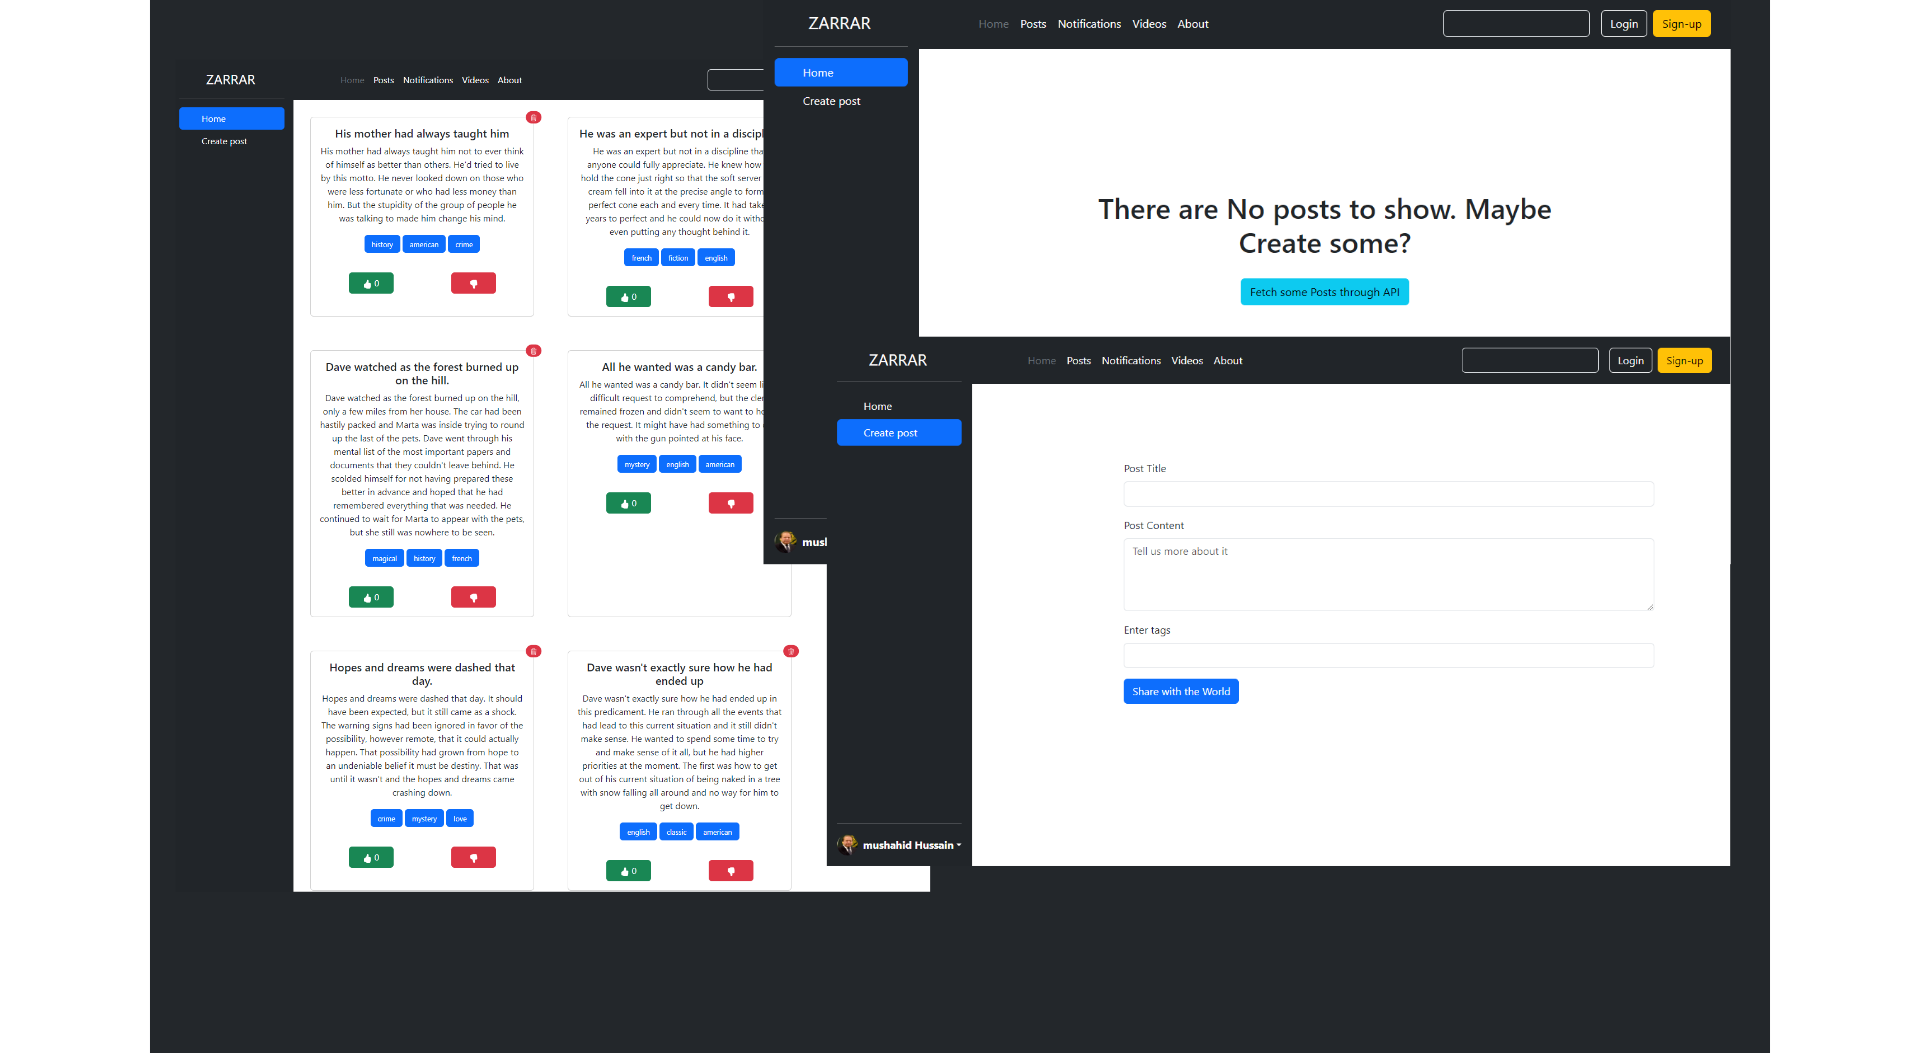 ZARRAR
Home Posts Notifications Videos About
Home
Create post
His mother had always taught him
His mother had always taught him not to ever think
of himself as better than others. He'd tried to live
by this motto. He never looked down on those who
were less fortunate or who had less money than
him. But the stupidity of the group of people he
was talking to made him change his mind.
history american crime
0
He was an expert but not in a discipl
He was an expert but not in a discipline tha
anyone could fully appreciate. He knew how
hold the cone just right so that the soft server
cream fell into it at the precise angle to form
perfect cone each and every time. It had take
years to perfect and he could now do it witho
even putting any thought behind it.
french fiction english
0
Dave watched as the forest burned up
on the hill.
Dave watched as the forest burned up on the hill,
only a few miles from her house. The car had been
hastily packed and Marta was inside trying to round
up the last of the pets. Dave went through his
mental list of the most important papers and
documents that they couldn't leave behind. He
scolded himself for not having prepared these
better in advance and hoped that he had
remembered everything that was needed. He
continued to wait for Marta to appear with the pets,
but she still was nowhere to be seen.
magical history french
0
All he wanted was a candy bar.
All he wanted was a candy bar. It didn't seem li
difficult request to comprehend, but the cler
remained frozen and didn't seem to want to ho
the request. It might have had something to
with the gun pointed at his face.
mystery english american
0
Hopes and dreams were dashed that
day.
Hopes and dreams were dashed that day. It should
have been expected, but it still came as a shock.
The warning signs had been ignored in favor of the
possibility, however remote, that it could actually
happen. That possibility had grown from hope to
an undeniable belief it must be destiny. That was
until it wasn't and the hopes and dreams came
crashing down.
crime mystery love
0
Dave wasn't exactly sure how he had
ended up
Dave wasn't exactly sure how he had ended up in
this predicament. He ran through all the events that
had lead to this current situation and it still didn't
make sense. He wanted to spend some time to try
and make sense of it all, but he had higher
priorities at the moment. The first was how to get
out of his current situation of being naked in a tree
with snow falling all around and no way for him to
get down.
english classic american
0
ZARRAR
Home Posts Notifications Videos About
Login Sign-up
Home
Create post
There are No posts to show. Maybe
Create some?
Fetch some Posts through API
musl
ZARRAR
Home Posts Notifications Videos About
Login Sign-up
Home
Create post
Post Title
Post Content
Tell us more about it
Enter tags
Share with the World
mushahid Hussain